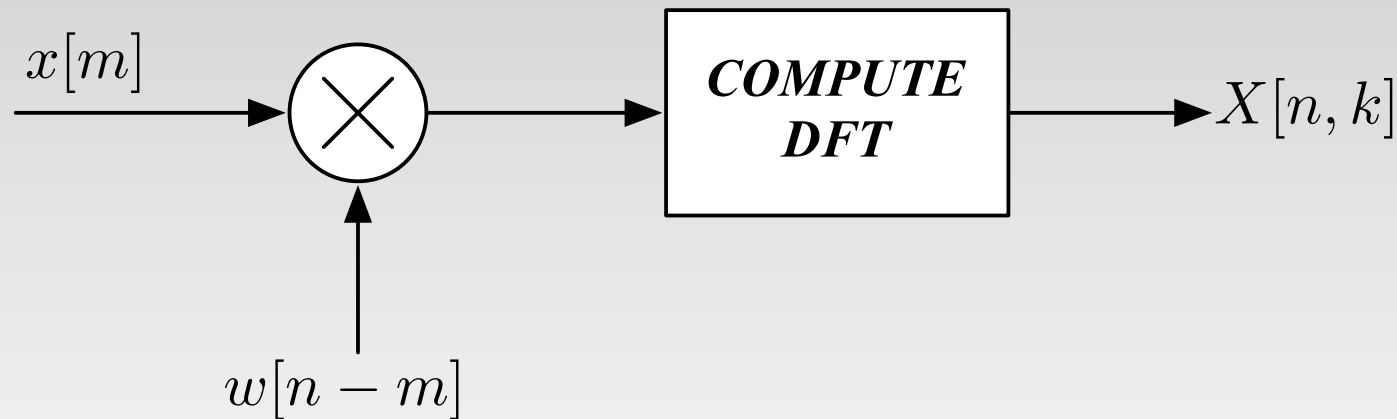 x[m]
COMPUTE
DFT
X[n, k]
w[n − m]